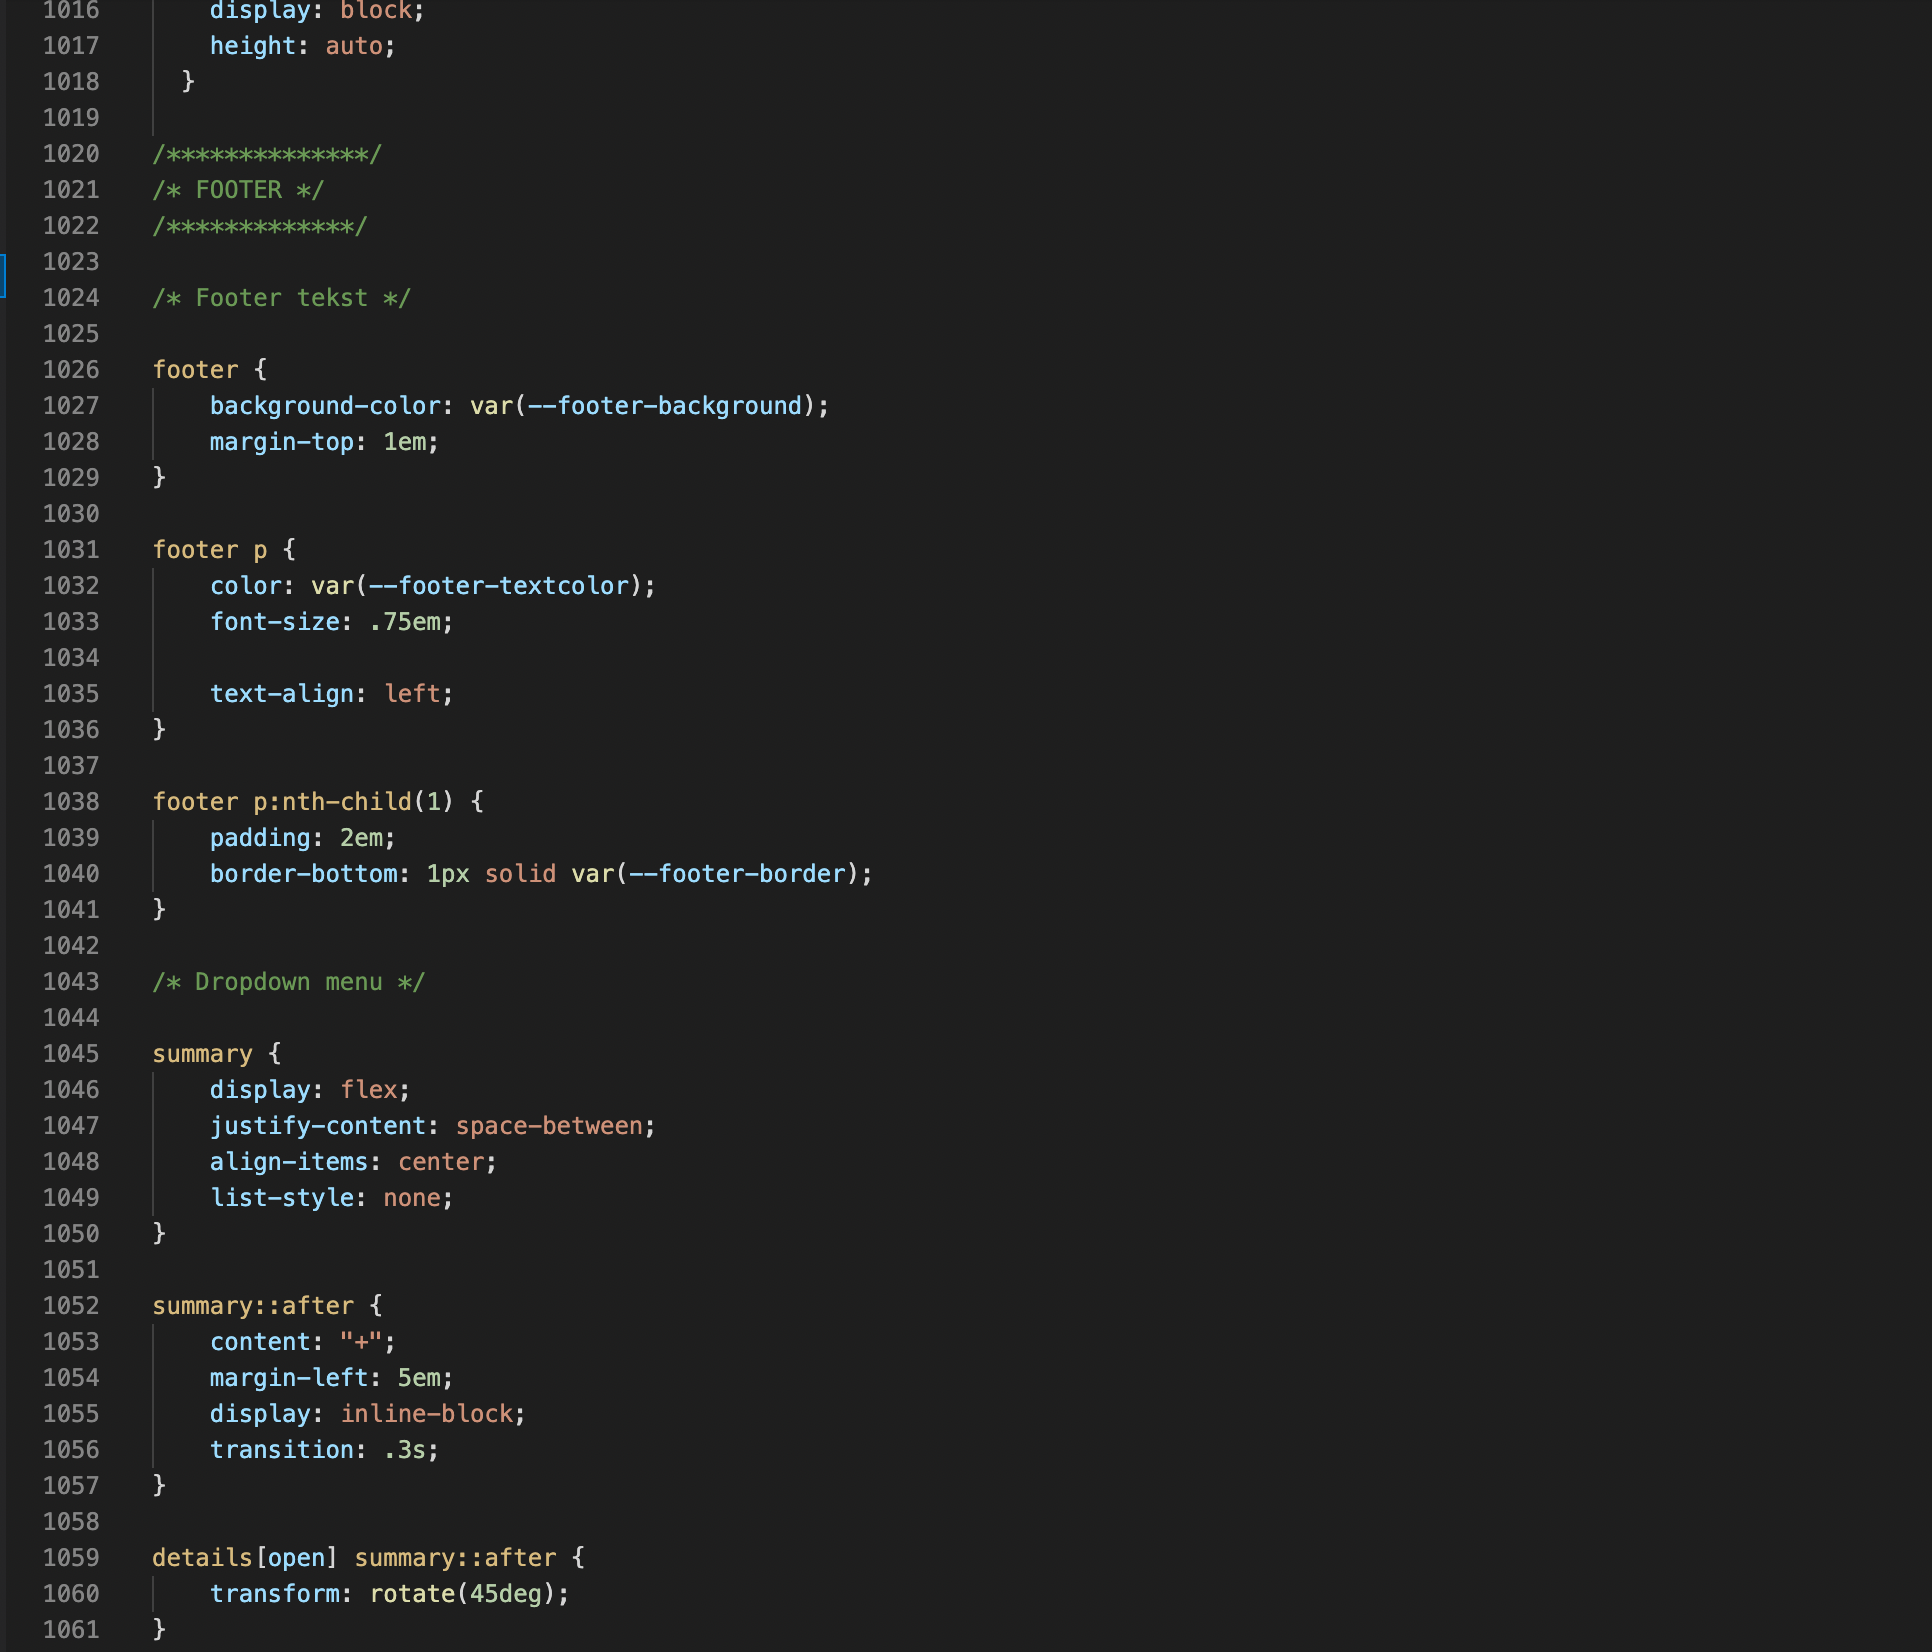 1016 display: block;
1017 height: auto;
1018 }
1019
1020 /**************/
1021 /* FOOTER */
1022 /*************/
1023
1024 /* Footer tekst */
1025
1026 footer {
1027 background-color: var(--footer-background);
1028 margin-top: 1em;
1029 }
1030
1031 footer p {
1032 color: var(--footer-textcolor);
1033 font-size: .75em;
1034
1035 text-align: left;
1036 }
1037
1038 footer p:nth-child(1) {
1039 padding: 2em;
1040 border-bottom: 1px solid var(--footer-border);
1041 }
1042
1043 /* Dropdown menu */
1044
1045 summary {
1046 display: flex;
1047 justify-content: space-between;
1048 align-items: center;
1049 list-style: none;
1050 }
1051
1052 summary::after {
1053 content: "+";
1054 margin-left: 5em;
1055 display: inline-block;
1056 transition: .3s;
1057 }
1058
1059 details[open] summary::after {
1060 transform: rotate(45deg);
1061 }